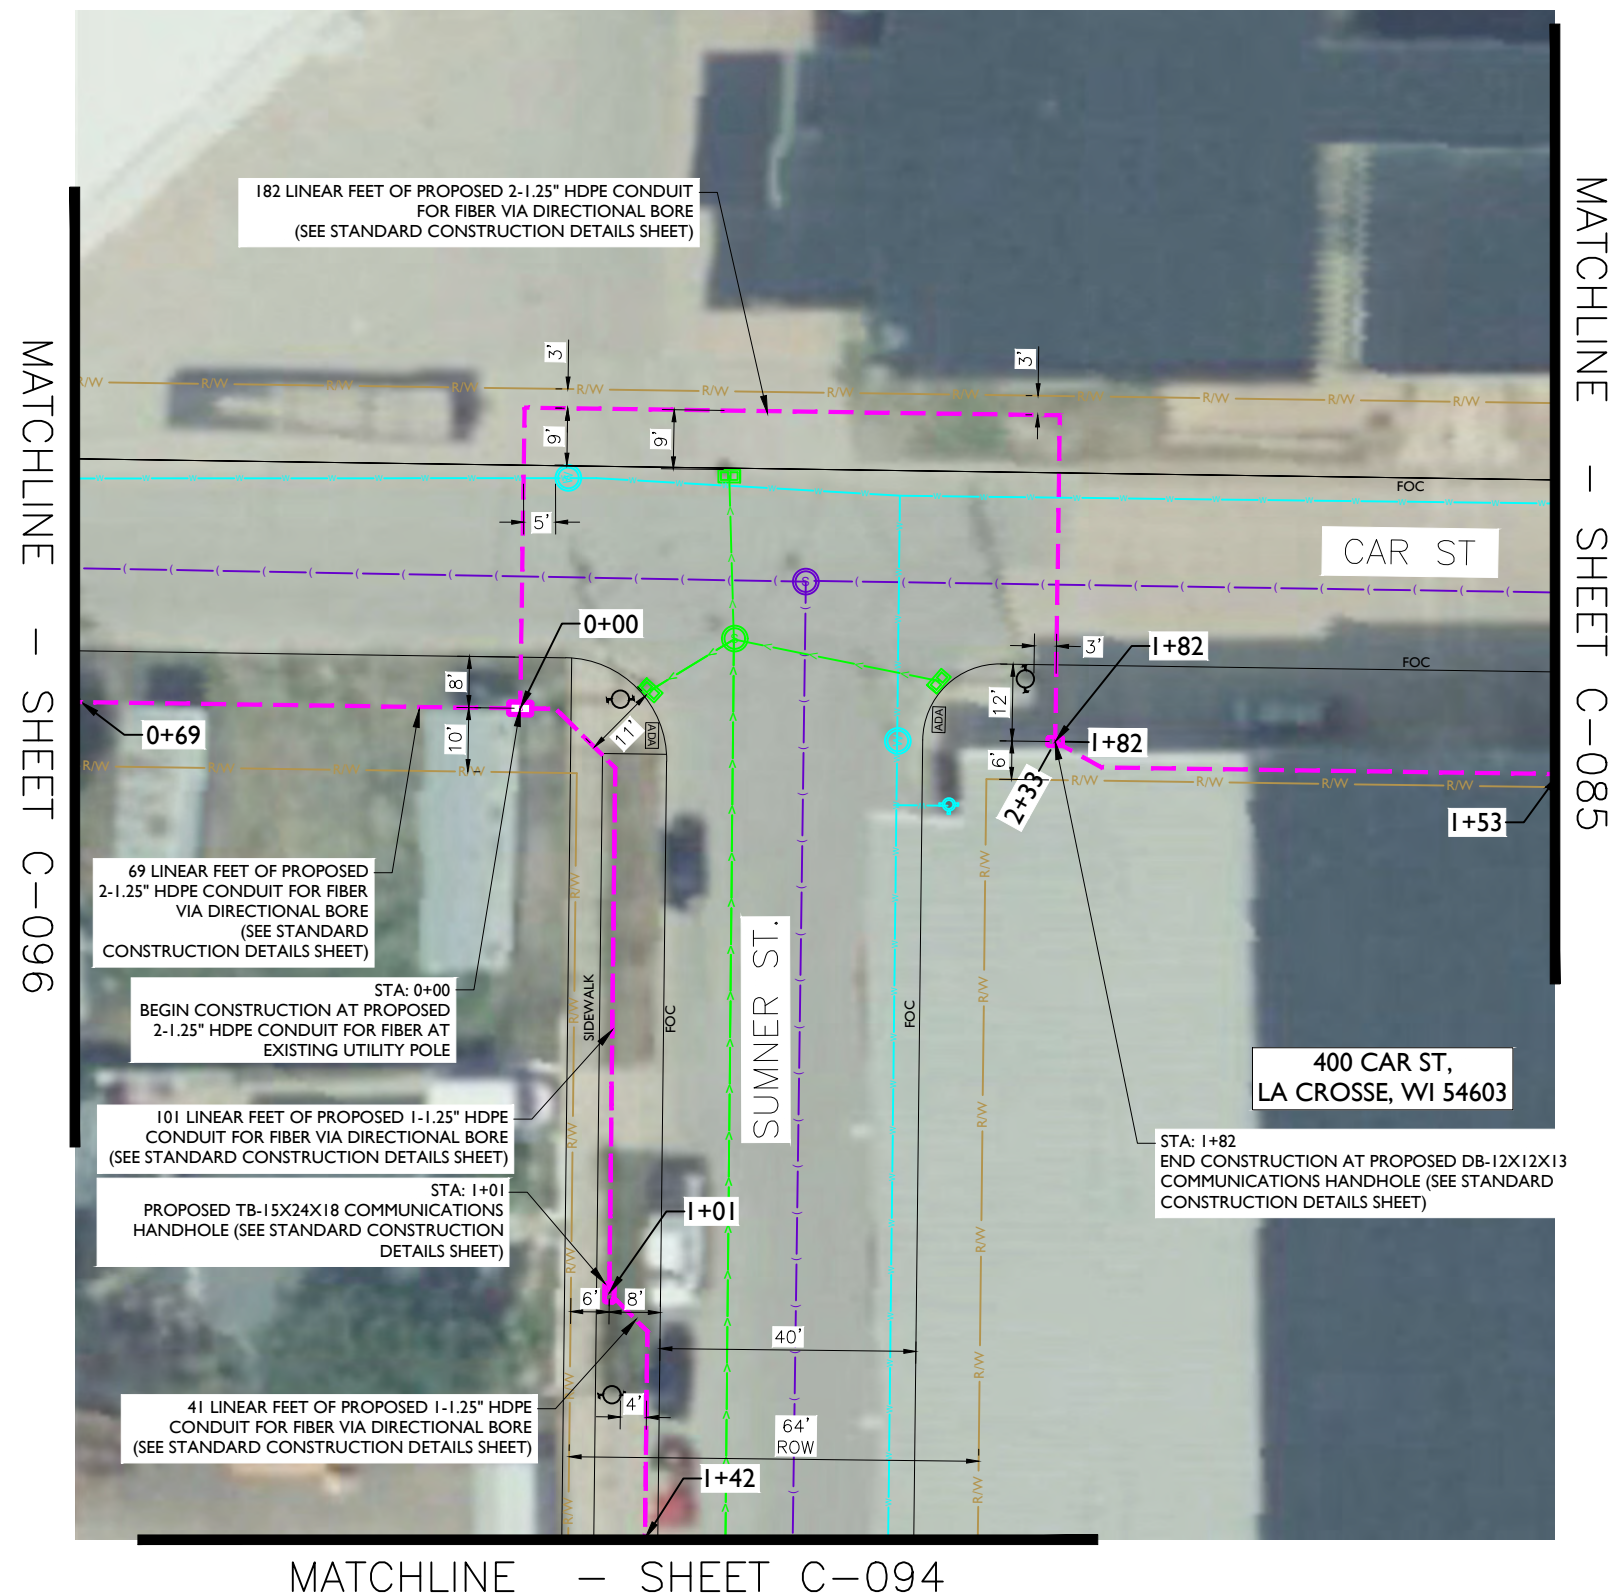 182 LINEAR FEET OF PROPOSED 2-1.25" HDPE CONDUIT
FOR FIBER VIA DIRECTIONAL BORE
(SEE STANDARD CONSTRUCTION DETAILS SHEET)
MATCHLINE - SHEET C-096
MATCHLINE - SHEET C-085
3'
3'
R/W R/W R/W R/W R/W R/W R/W R/W R/W R/W R/W R/W
9'
9'
FOC
5'
CAR ST
S
0+00
3'
1+82
FOC
8'
11'
ADA
ADA
12'
0+69
10'
1+82
6'
R/W R/W R/W R/W
R/W R/W R/W R/W
2+33
1+53
69 LINEAR FEET OF PROPOSED
2-1.25" HDPE CONDUIT FOR FIBER
VIA DIRECTIONAL BORE
(SEE STANDARD
CONSTRUCTION DETAILS SHEET)
STA: 0+00
BEGIN CONSTRUCTION AT PROPOSED
2-1.25" HDPE CONDUIT FOR FIBER AT
EXISTING UTILITY POLE
SIDEWALK
FOC
SUMNER ST.
FOC
R/W R/W R/W R/W R/W
R/W R/W R/W R/W R/W
400 CAR ST,
LA CROSSE, WI 54603
101 LINEAR FEET OF PROPOSED 1-1.25" HDPE
CONDUIT FOR FIBER VIA DIRECTIONAL BORE
(SEE STANDARD CONSTRUCTION DETAILS SHEET)
STA: 1+82
END CONSTRUCTION AT PROPOSED DB-12X12X13
COMMUNICATIONS HANDHOLE (SEE STANDARD
CONSTRUCTION DETAILS SHEET)
STA: 1+01
PROPOSED TB-15X24X18 COMMUNICATIONS
HANDHOLE (SEE STANDARD CONSTRUCTION
DETAILS SHEET)
1+01
6' 8'
40'
41 LINEAR FEET OF PROPOSED 1-1.25" HDPE
CONDUIT FOR FIBER VIA DIRECTIONAL BORE
(SEE STANDARD CONSTRUCTION DETAILS SHEET)
4'
64'
ROW
1+42
MATCHLINE - SHEET C-094